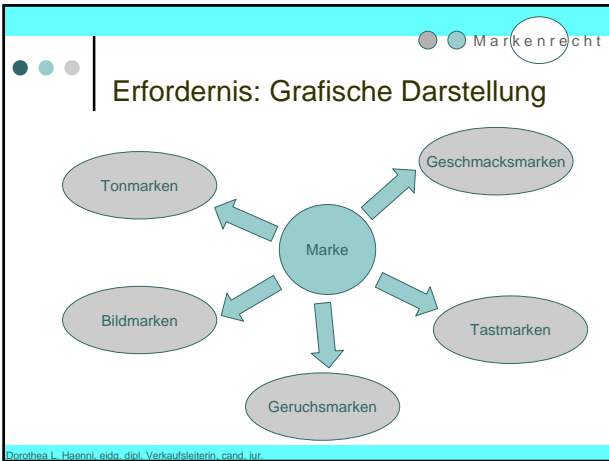 Markenrecht
Erfordernis: Grafische Darstellung
Geschmacksmarken
Tonmarken
Marke
Bildmarken
Tastmarken
Geruchsmarken
Dorothea L. Haenni, eidg. dipl. Verkaufsleiterin, cand. iur.